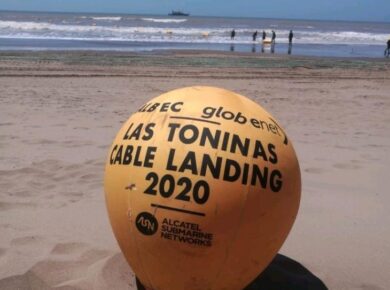 globenet
LAS TONINAS
CABLE LANDING
2020
ASN
ALCATEL
SUBMARINE
NETWORKS